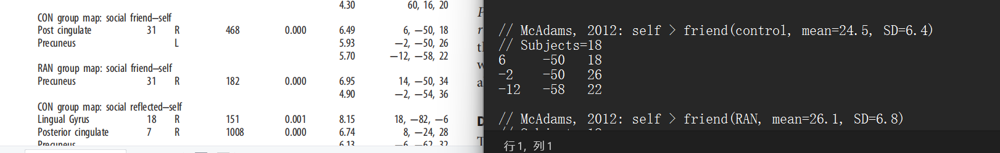 4.30 60, 16, 20
CON group map: social friend—self
Post cingulate 31 R 468 0.000 6.49 6, —50, 18
Precuneus L 5.93 —2, —50, 26
5.70 —12, —58, 22
RAN group map: social friend—self
Precuneus 31 R 182 0.000 6.95 14, —50, 34
4.90 —2, —54, 36
CON group map: social reflected—self
Lingual Gyrus 18 R 151 0.001 8.15 18, —82, —6
Posterior cingulate 7 R 1008 0.000 6.74 8, —24, 28
Precuneus 6.13 —6, —62, 32
// McAdams, 2012: self > friend(control, mean=24.5, SD=6.4)
// Subjects=18
6 -50 18
-2 -50 26
-12 -58 22
// McAdams, 2012: self > friend(RAN, mean=26.1, SD=6.8)
行 1, 列 1